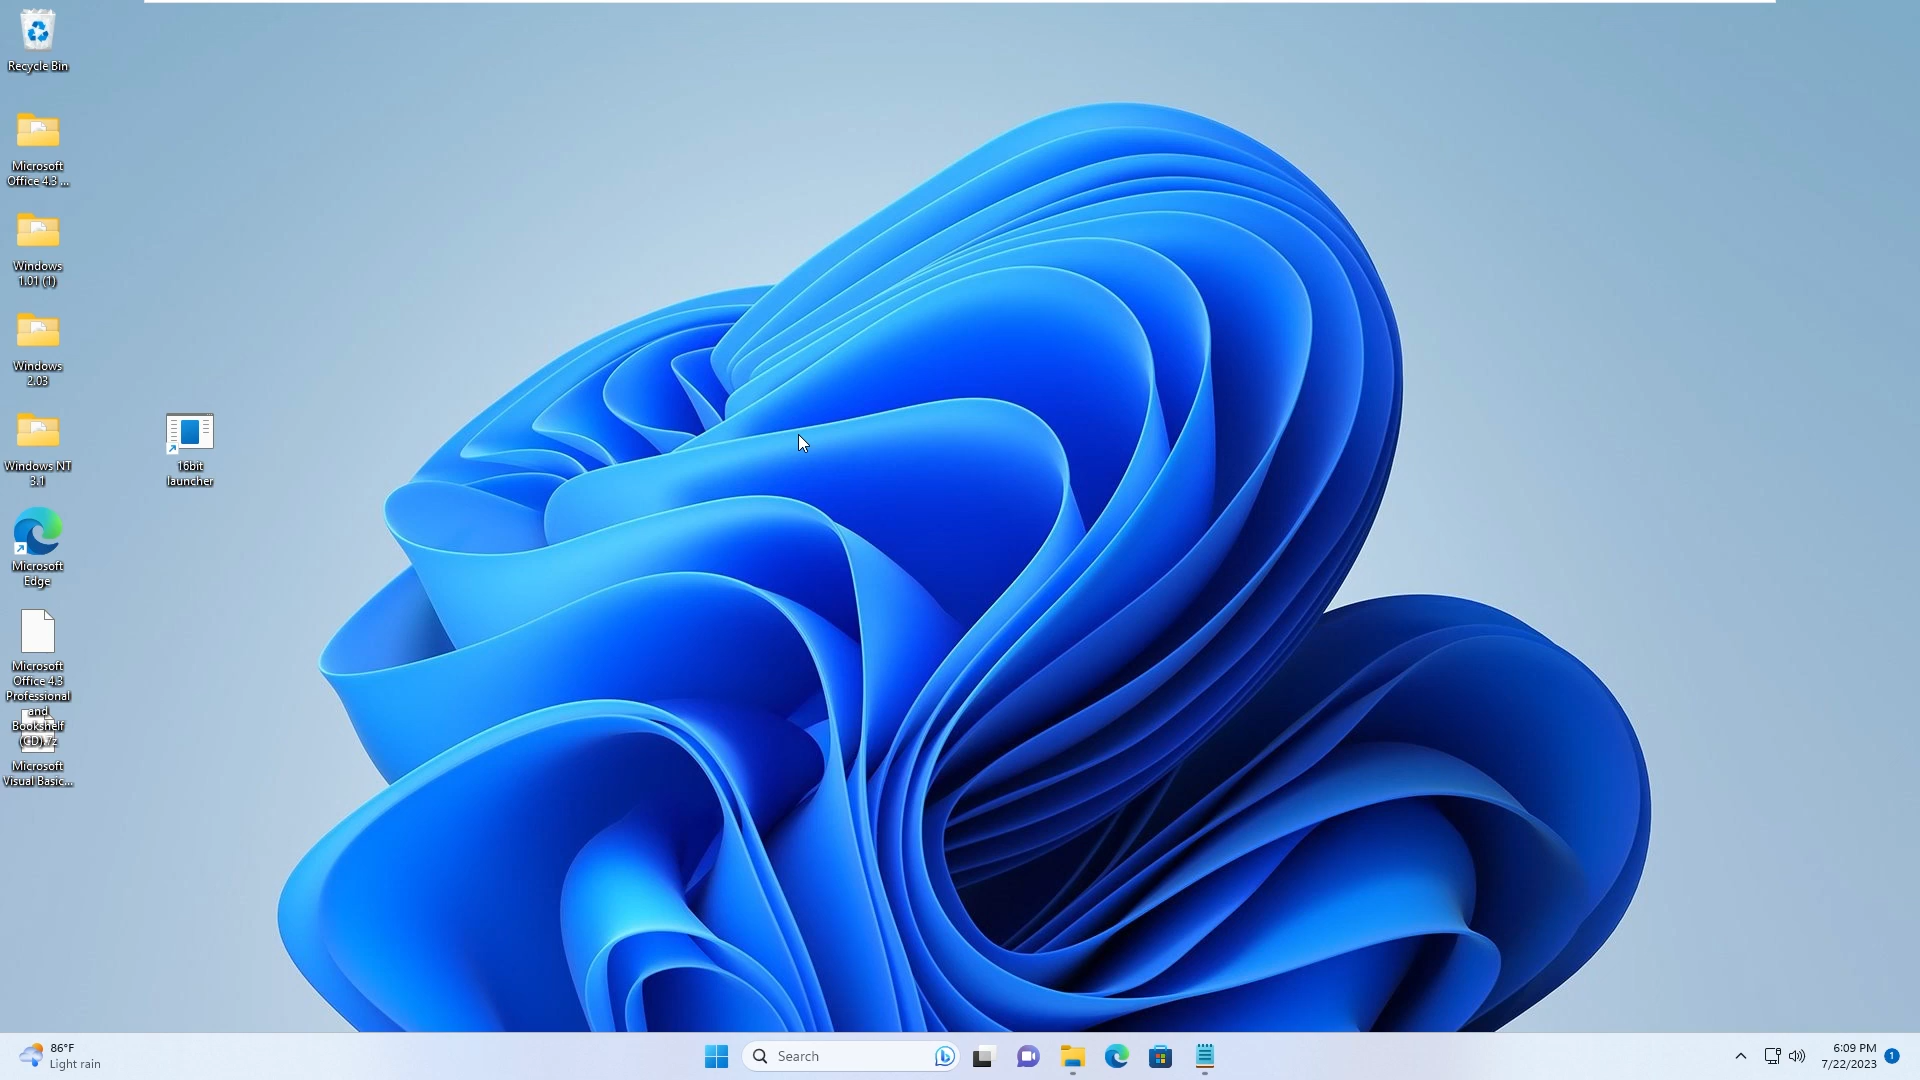 Recycle Bin
Microsoft
Office 4.3 ...
Windows
1.01 (1)
Windows
2.03
Windows NT
3.1
16bit
launcher
Microsoft
Edge
Microsoft
Office 4.3
Professional
and
Bookshelf
(CD).7z
Microsoft
Visual Basic...
86°F
Light rain
Search
6:09 PM
7/22/2023
1